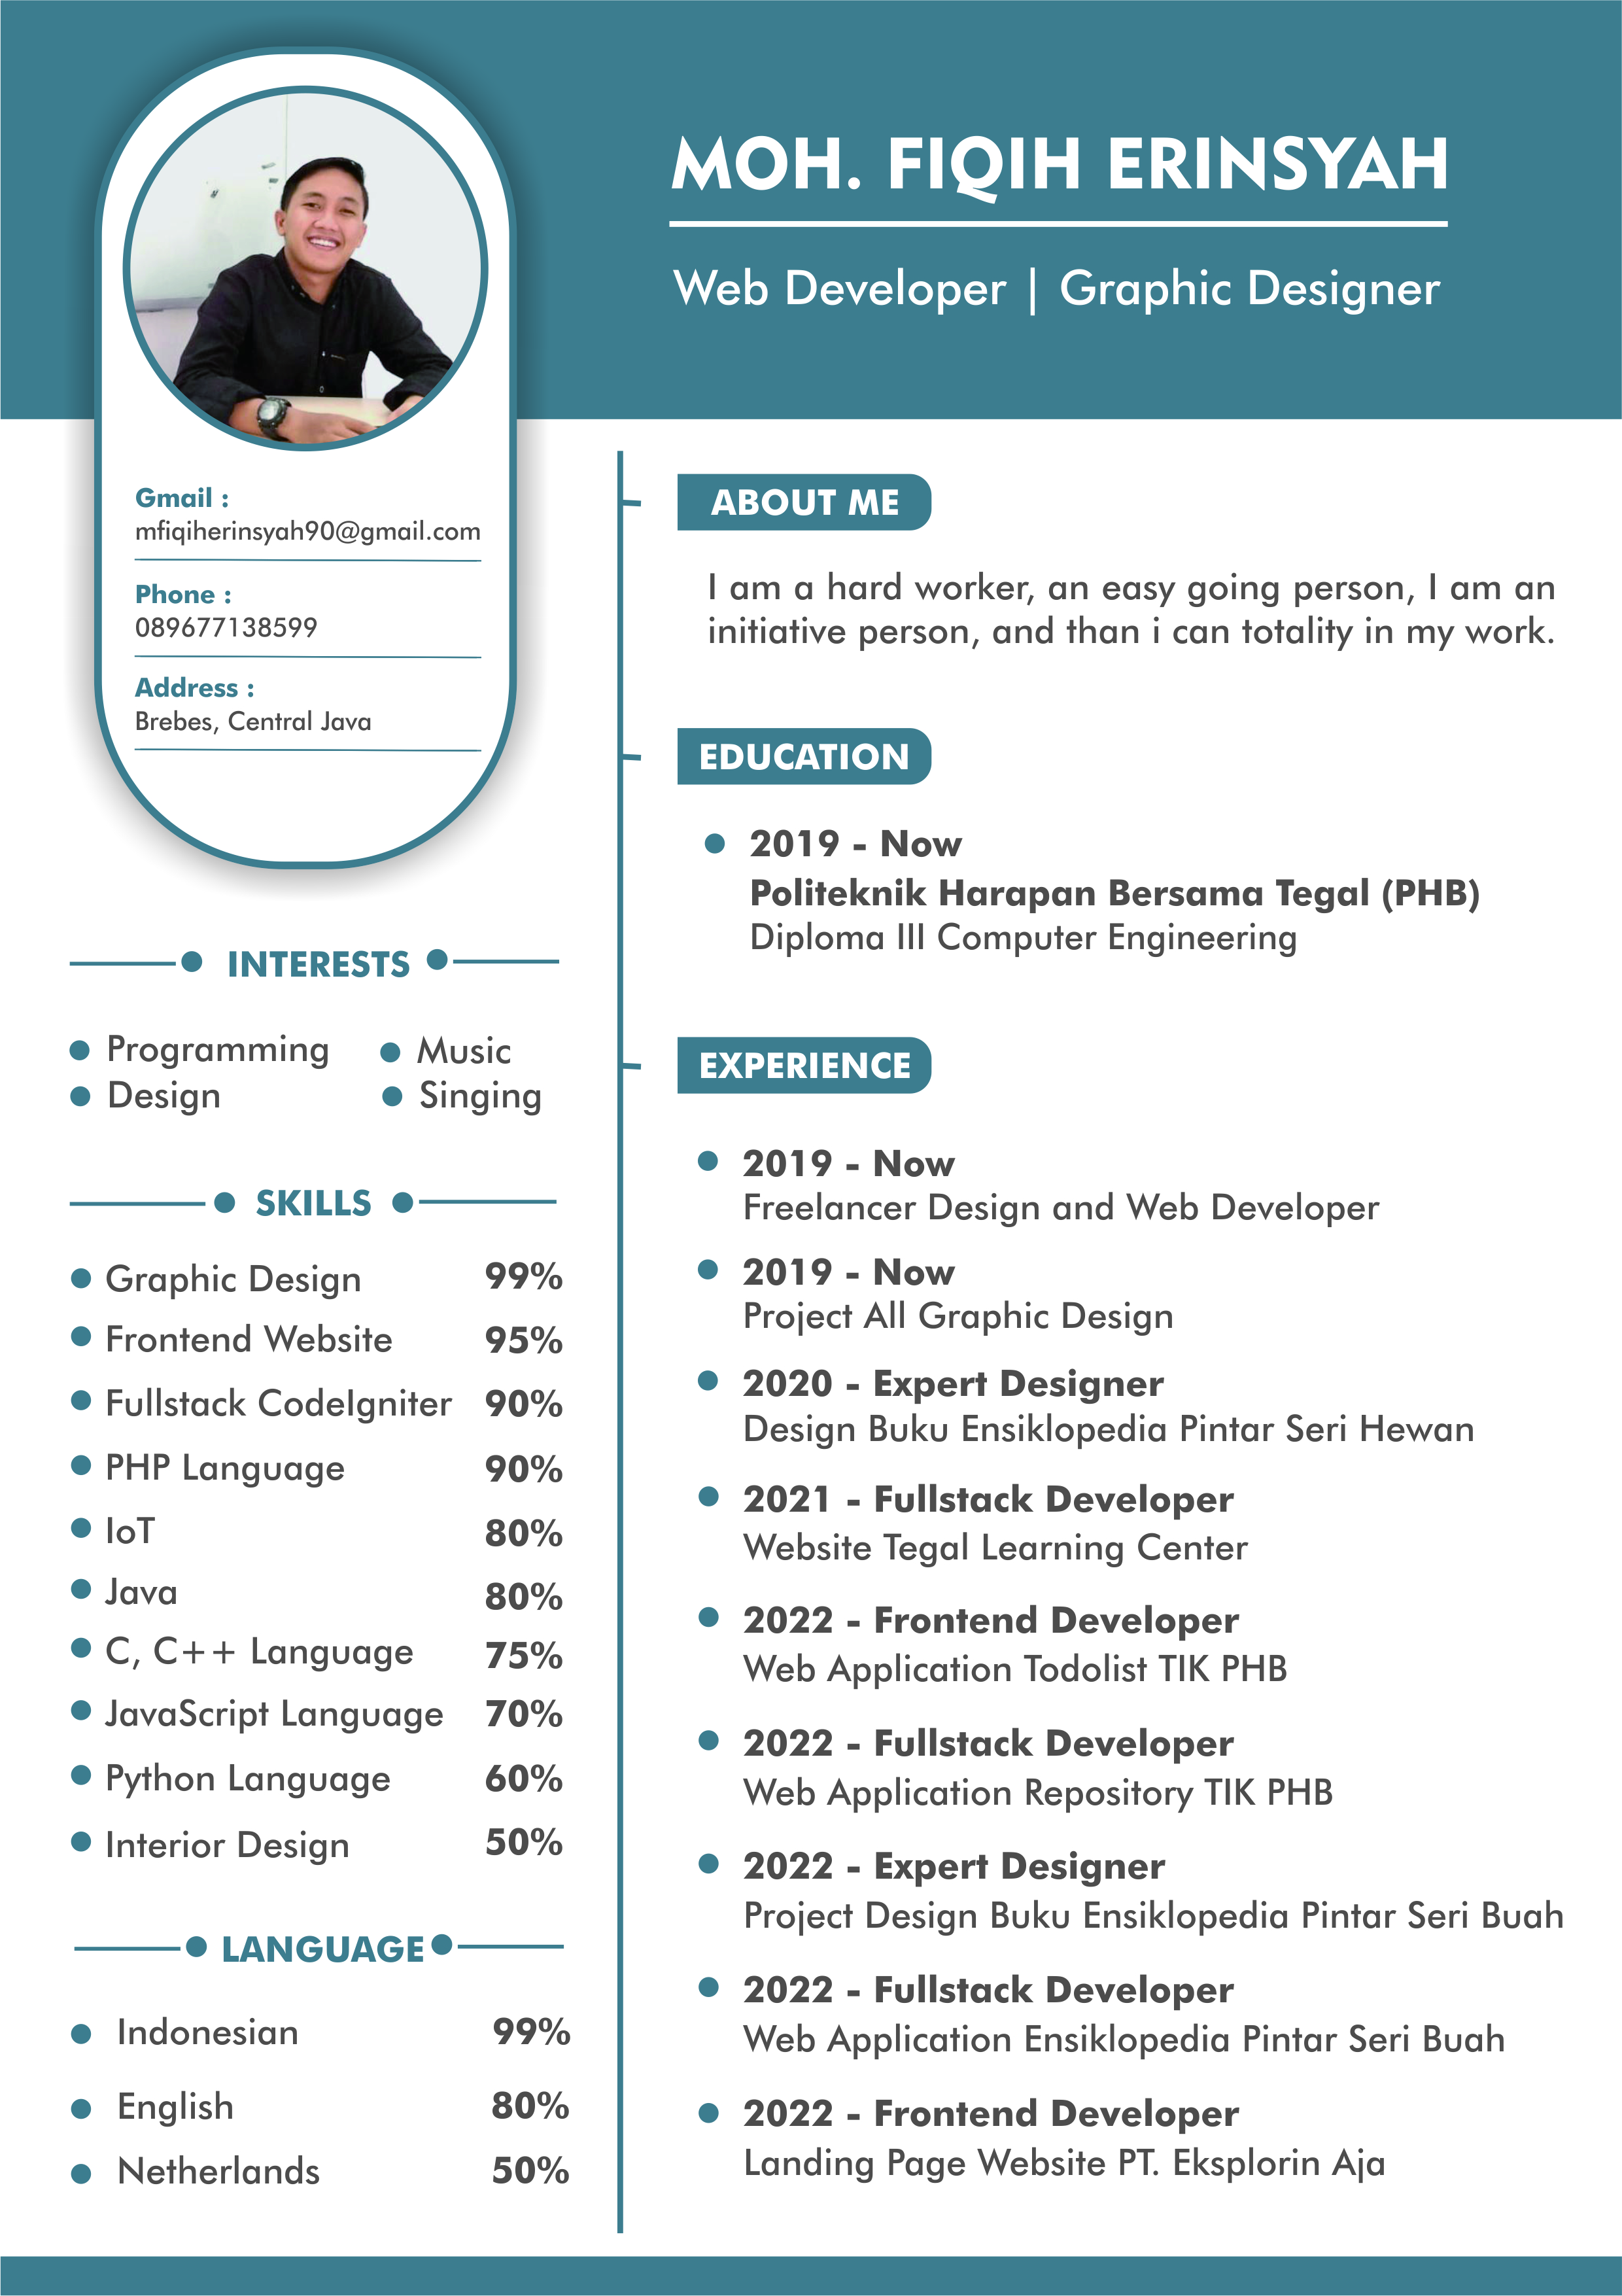 MOH. FIQIH ERINSYAH
Web Developer | Graphic Designer
Gmail :
mfiqiherinsyah90@gmail.com
Phone :
089677138599
Address :
Brebes, Central Java
INTERESTS
Programming
Design
Music
Singing
SKILLS
Graphic Design 99%
Frontend Website 95%
Fullstack CodeIgniter 90%
PHP Language 90%
IoT 80%
Java 80%
C, C++ Language 75%
JavaScript Language 70%
Python Language 60%
Interior Design 50%
LANGUAGE
Indonesian 99%
English 80%
Netherlands 50%
ABOUT ME
I am a hard worker, an easy going person, I am an
initiative person, and than i can totality in my work.
EDUCATION
2019 - Now
Politeknik Harapan Bersama Tegal (PHB)
Diploma III Computer Engineering
EXPERIENCE
2019 - Now
Freelancer Design and Web Developer
2019 - Now
Project All Graphic Design
2020 - Expert Designer
Design Buku Ensiklopedia Pintar Seri Hewan
2021 - Fullstack Developer
Website Tegal Learning Center
2022 - Frontend Developer
Web Application Todolist TIK PHB
2022 - Fullstack Developer
Web Application Repository TIK PHB
2022 - Expert Designer
Project Design Buku Ensiklopedia Pintar Seri Buah
2022 - Fullstack Developer
Web Application Ensiklopedia Pintar Seri Buah
2022 - Frontend Developer
Landing Page Website PT. Eksplorin Aja